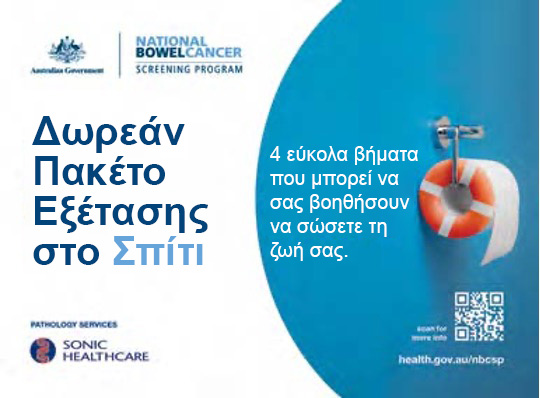 Australian Government
NATIONAL
BOWELCANCER
SCREENING PROGRAM
Δωρεάν
Πακέτο
Εξέτασης
στο Σπίτι
4 εύκολα βήματα
που μπορεί να
σας βοηθήσουν
να σώσετε τη
ζωή σας.
PATHOLOGY SERVICES
SONIC
HEALTHCARE
scan for
more info
health.gov.au/nbcsp